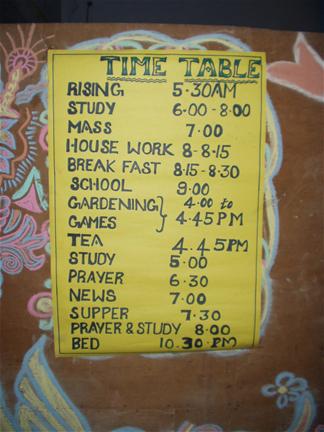 TIME TABLE
RISING 5.30AM
STUDY 6.00-8.00
MASS 7.00
HOUSE WORK 8-8.15
BREAK FAST 8.15-8.30
SCHOOL 9.00
GARDENING} 4.00 to
GAMES 4.45PM
TEA 4.45PM
STUDY 5.00
PRAYER 6.30
NEWS 7.00
SUPPER 7.30
PRAYER & STUDY 8.00
BED 10.30.PM